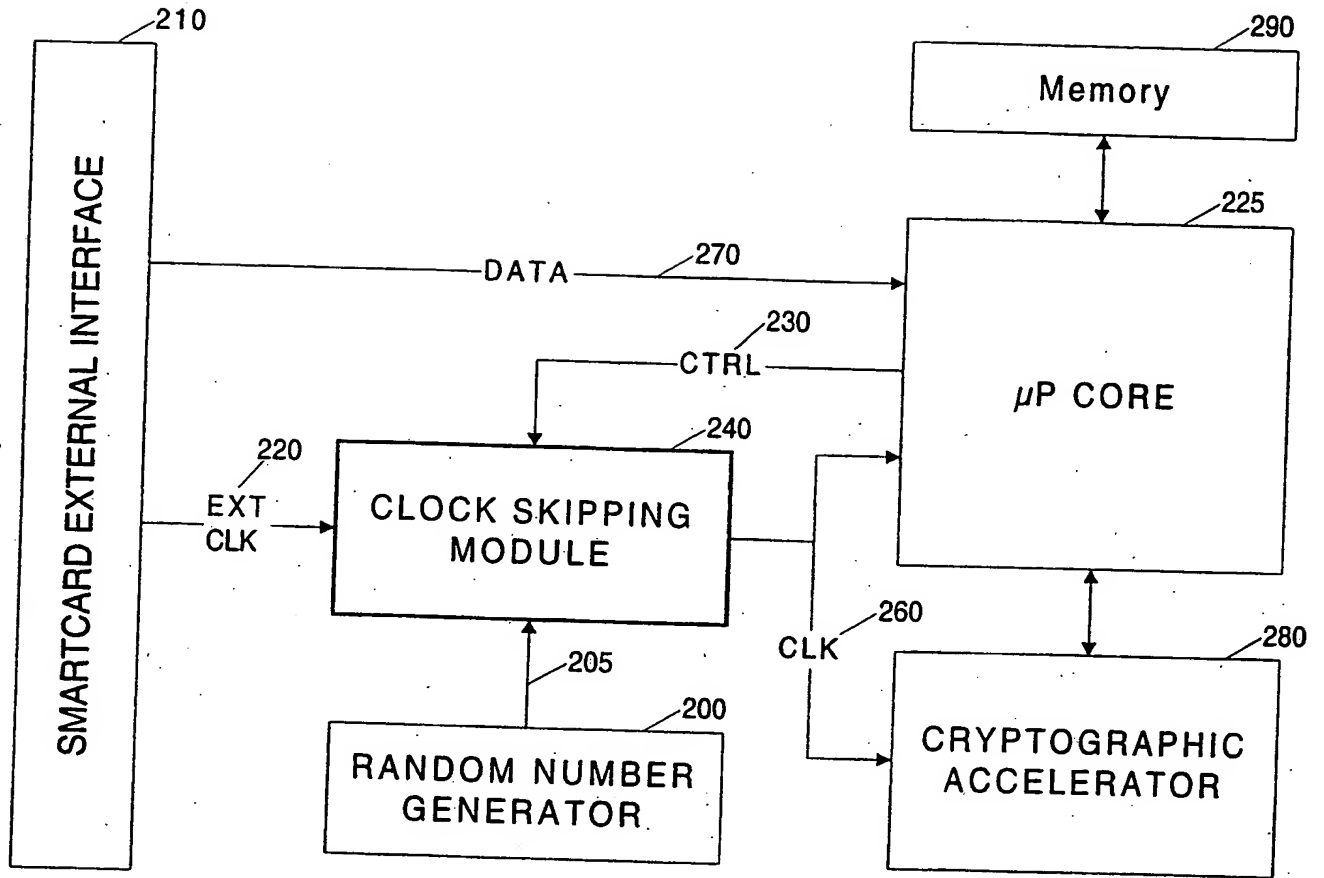 210
290
Memory
225
SMARTCARD EXTERNAL INTERFACE
DATA
270
230
CTRL
µP CORE
240
220
EXT
CLK
CLOCK SKIPPING
MODULE
260
CLK
280
205
200
RANDOM NUMBER
GENERATOR
CRYPTOGRAPHIC
ACCELERATOR